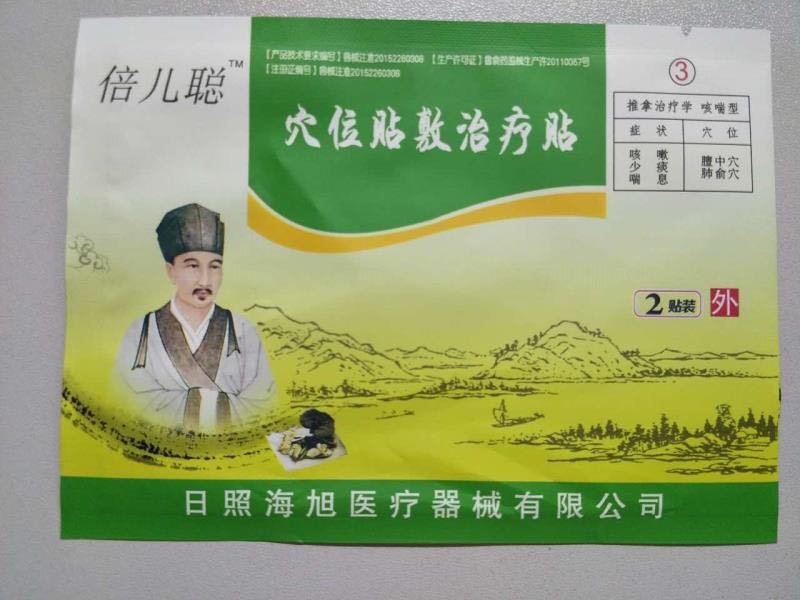 【产品技术要求编号】鲁械注准20152260308 【生产许可证】鲁食药监械生产许20110057号
【注册证编号】鲁械注准20152260308
倍儿聪™
穴位贴敷治疗贴
③
推拿治疗学 咳喘型
症状 穴位
咳嗽 膻中穴
少痰 肺俞穴
喘息
2贴装 外
日照海旭医疗器械有限公司